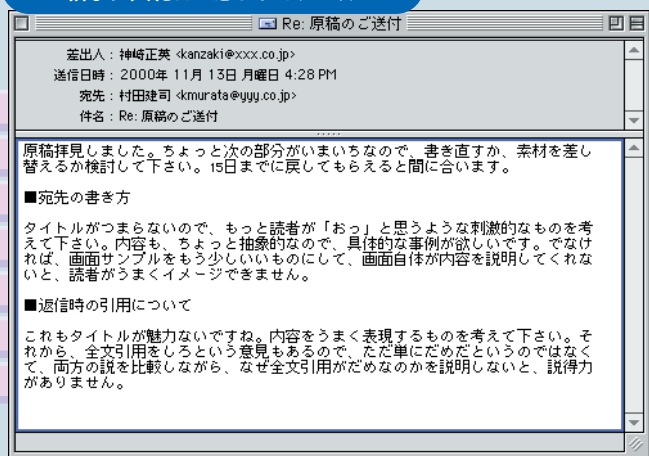 Re: 原稿のご送付
差出人：神崎正英 <kanzaki@xxx.co.jp>
送信日時：2000年 11月 13日 月曜日 4:28 PM
宛先：村田建司 <kmurata@yyy.co.jp>
件名：Re: 原稿のご送付
原稿拝見しました。ちょっと次の部分がいまいちなので、書き直すか、素材を差し
替えるか検討して下さい。15日までに戻してもらえると間に合います。
■宛先の書き方
タイトルがつまらないので、もっと読者が「おっ」と思うような刺激的なものを考
えて下さい。内容も、ちょっと抽象的なので、具体的な事例が欲しいです。でなけ
れば、画面サンプルをもう少しいいものにして、画面自体が内容を説明してくれな
いと、読者がうまくイメージできません。
■返信時の引用について
これもタイトルが魅力ないですね。内容をうまく表現するものを考えて下さい。そ
れから、全文引用をしろという意見もあるので、ただ単にだめだというのではなく
て、両方の説を比較しながら、なぜ全文引用がだめなのかを説明しないと、説得力
がありません。